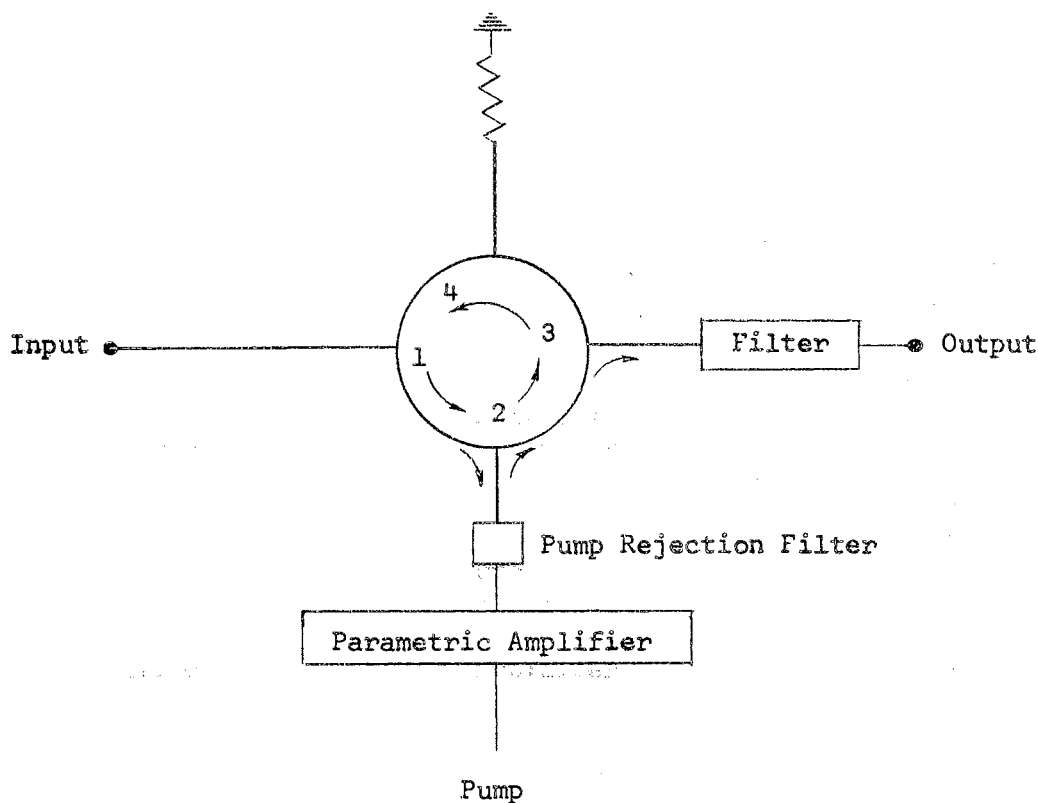 4
3
Input
1
Filter
Output
2
Pump Rejection Filter
Parametric Amplifier
Pump